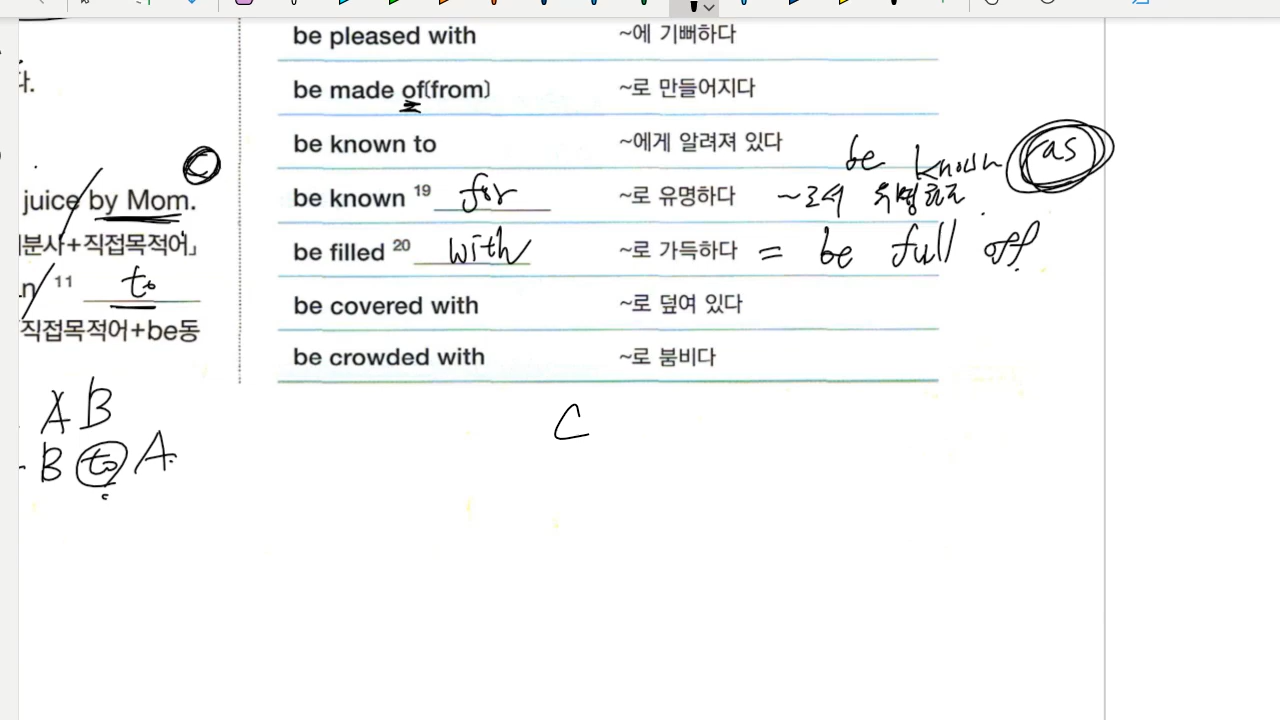 다.
juice by Mom.
분사+직접목적어」
11 to
직접목적어+be동
A B
B to A
be pleased with ~에 기뻐하다
be made of(from) ~로 만들어지다
be known to ~에게 알려져 있다
be known as
be known 19 for ~로 유명하다 ~로서
be filled 20 with ~로 가득하다 = be full off
be covered with ~로 덮여 있다
be crowded with ~로 붐비다
C